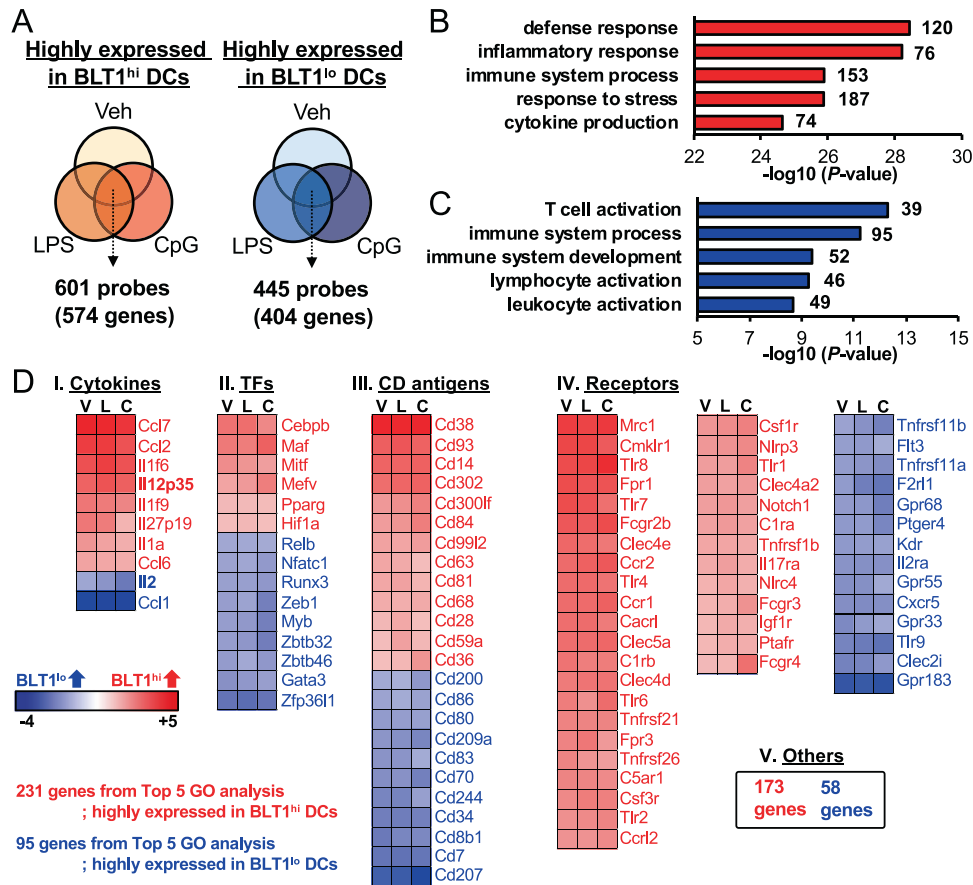 A
Highly expressed
in BLT1hi DCs
Highly expressed
in BLT1lo DCs
Veh
LPS
CpG
Veh
LPS
CpG
601 probes
(574 genes)
445 probes
(404 genes)
B
defense response
120
inflammatory response
76
immune system process
153
response to stress
187
cytokine production
74
22 24 26 28 30
-log10 (P-value)
C
T cell activation
39
immune system process
95
immune system development
52
lymphocyte activation
46
leukocyte activation
49
5 7 9 11 13 15
-log10 (P-value)
D
I. Cytokines
V L C
Ccl7
Ccl2
Il1f6
Il12p35
Il1f9
Il27p19
Il1a
Ccl6
Il2
Ccl1
BLT1lo
BLT1hi
-4
+5
231 genes from Top 5 GO analysis
; highly expressed in BLT1hi DCs
95 genes from Top 5 GO analysis
; highly expressed in BLT1lo DCs
II. TFs
V L C
Cebpb
Maf
Mitf
Mefv
Pparg
Hif1a
Relb
Nfatc1
Runx3
Zeb1
Myb
Zbtb32
Zbtb46
Gata3
Zfp36l1
III. CD antigens
V L C
Cd38
Cd93
Cd14
Cd302
Cd300lf
Cd84
Cd99l2
Cd63
Cd81
Cd68
Cd28
Cd59a
Cd36
Cd200
Cd86
Cd80
Cd209a
Cd83
Cd70
Cd244
Cd34
Cd8b1
Cd7
Cd207
IV. Receptors
V L C
Mrc1
Cmklr1
Tlr8
Fpr1
Tlr7
Fcgr2b
Clec4e
Ccr2
Tlr4
Ccr1
Cacrl
Clec5a
C1rb
Clec4d
Tlr6
Tnfrsf21
Fpr3
Tnfrsf26
C5ar1
Csf3r
Tlr2
Ccrl2
V L C
Csf1r
Nlrp3
Tlr1
Clec4a2
Notch1
C1ra
Tnfrsf1b
Il17ra
Nlrc4
Fcgr3
Igf1r
Ptafr
Fcgr4
V L C
Tnfrsf11b
Flt3
Tnfrsf11a
F2rl1
Gpr68
Ptger4
Kdr
Il2ra
Gpr55
Cxcr5
Gpr33
Tlr9
Clec2i
Gpr183
V. Others
173
genes
58
genes